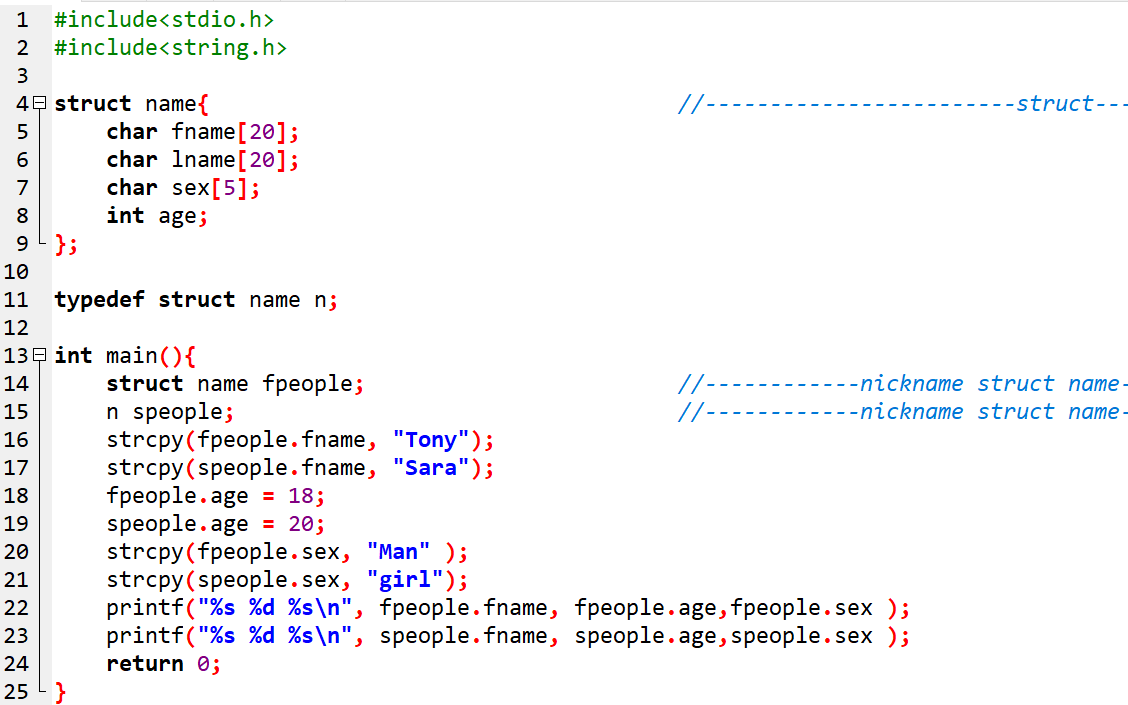 1 #include<stdio.h>
2 #include<string.h>
3
4 struct name{ //------------------------struct---
5 char fname[20];
6 char lname[20];
7 char sex[5];
8 int age;
9 };
10
11 typedef struct name n;
12
13 int main(){
14 struct name fpeople; //------------nickname struct name-
15 n speople; //------------nickname struct name-
16 strcpy(fpeople.fname, "Tony");
17 strcpy(speople.fname, "Sara");
18 fpeople.age = 18;
19 speople.age = 20;
20 strcpy(fpeople.sex, "Man" );
21 strcpy(speople.sex, "girl");
22 printf("%s %d %s\n", fpeople.fname, fpeople.age,fpeople.sex );
23 printf("%s %d %s\n", speople.fname, speople.age,speople.sex );
24 return 0;
25 }